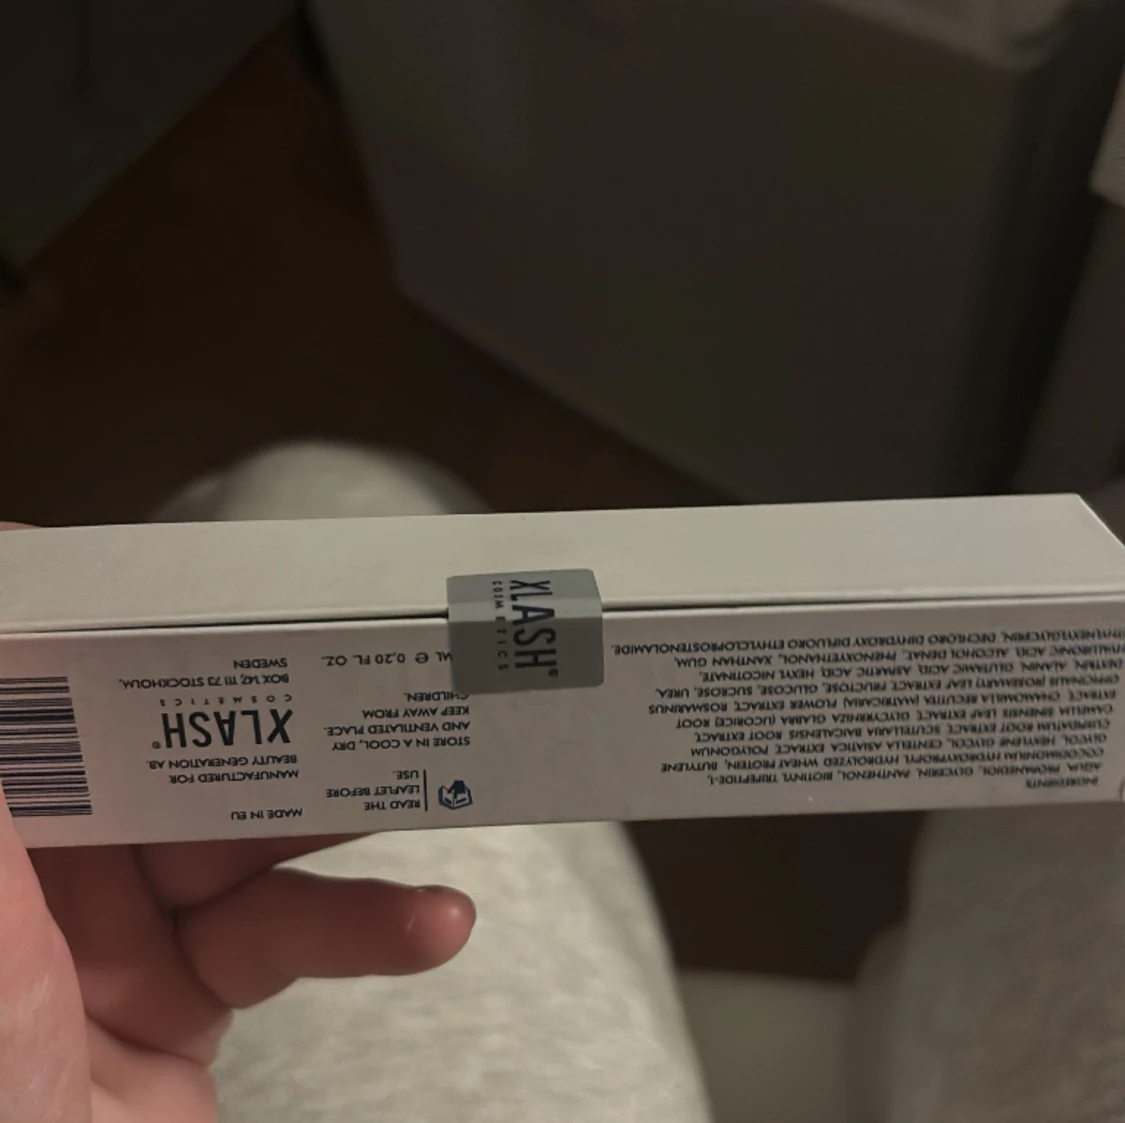 INGREDIENTS
AQUA, PROPANEDIOL, GLYCERIN, PANTHENOL, BIOTINYL TRIPEPTIDE-1,
COCODIMONIUM HYDROXYPROPYL HYDROLYZED WHEAT PROTEIN, BUTYLENE
GLYCOL, HEXYLENE GLYCOL, CENTELLA ASIATICA EXTRACT, POLYGONUM
CUSPIDATUM ROOT EXTRACT, SCUTELLARIA BAICALENSIS ROOT EXTRACT,
CAMELLIA SINENSIS LEAF EXTRACT, GLYCYRRHIZA GLABRA (LICORICE) ROOT
EXTRACT, CHAMOMILLA RECUTITA (MATRICARIA) FLOWER EXTRACT, ROSMARINUS
OFFICINALIS (ROSEMARY) LEAF EXTRACT, FRUCTOSE, GLUCOSE, SUCROSE, UREA,
DEXTRIN, ALANIN, GLUTAMIC ACID, ASPARTIC ACID, HEXYL NICOTINATE,
HYALURONIC ACID, ALCOHOL DENAT, PHENOXYETHANOL, XANTHAN GUM,
ETHYLHEXYLGLYCERIN, DECHLORO DIHYDROXY DIFLUORO ETHYLCLOPROSTENOLAMIDE.
READ THE
LEAFLET BEFORE
USE.
STORE IN A COOL, DRY
AND VENTILATED PLACE.
KEEP AWAY FROM
CHILDREN.
ML ℮ 0,20 FL OZ.
MADE IN EU
MANUFACTURED FOR
BEAUTY GENERATION AB.
XLASH®
COSMETICS
BOX 142, 111 73 STOCKHOLM,
SWEDEN
XLASH®
COSMETICS